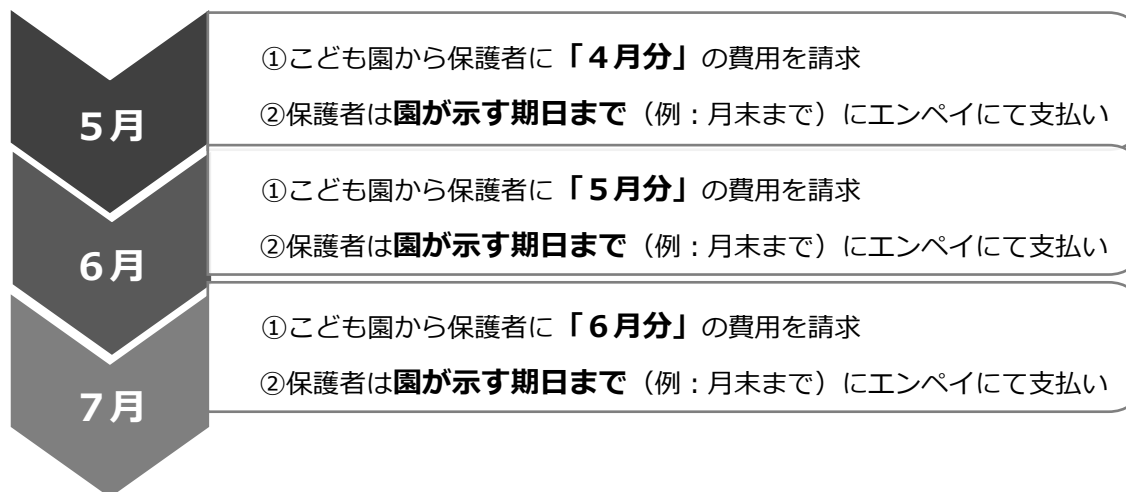 5月
①こども園から保護者に「４月分」の費用を請求
②保護者は園が示す期日まで（例：月末まで）にエンペイにて支払い
6月
①こども園から保護者に「５月分」の費用を請求
②保護者は園が示す期日まで（例：月末まで）にエンペイにて支払い
7月
①こども園から保護者に「６月分」の費用を請求
②保護者は園が示す期日まで（例：月末まで）にエンペイにて支払い